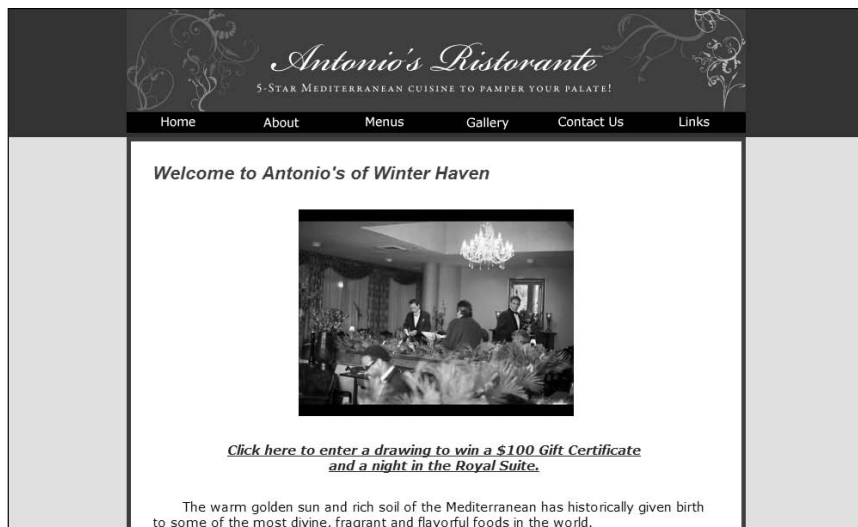 Antonio's Ristorante
5-Star Mediterranean cuisine to pamper your palate!
Home About Menus Gallery Contact Us Links
Welcome to Antonio's of Winter Haven
Click here to enter a drawing to win a $100 Gift Certificate
and a night in the Royal Suite.
The warm golden sun and rich soil of the Mediterranean has historically given birth
to some of the most divine, fragrant and flavorful foods in the world.